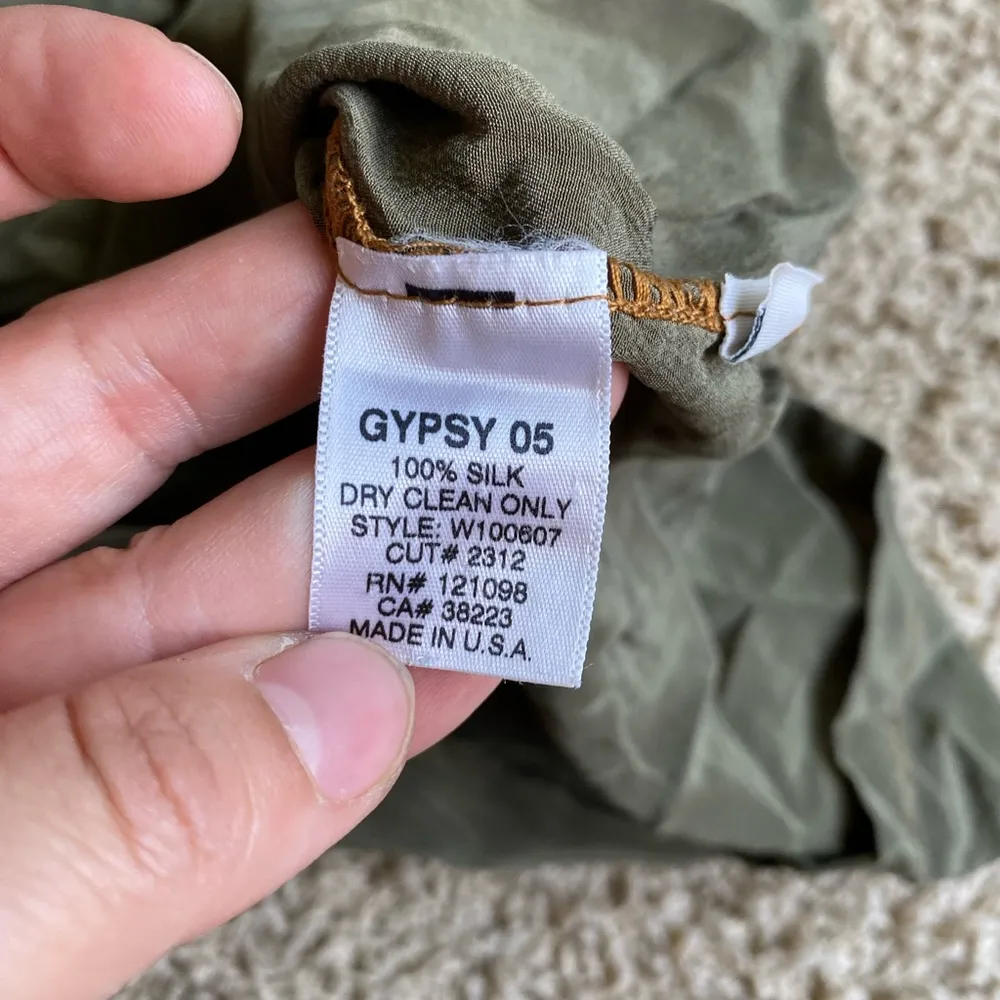 GYPSY 05
100% SILK
DRY CLEAN ONLY
STYLE: W100607
CUT# 2312
RN# 121098
CA# 38223
MADE IN U.S.A.